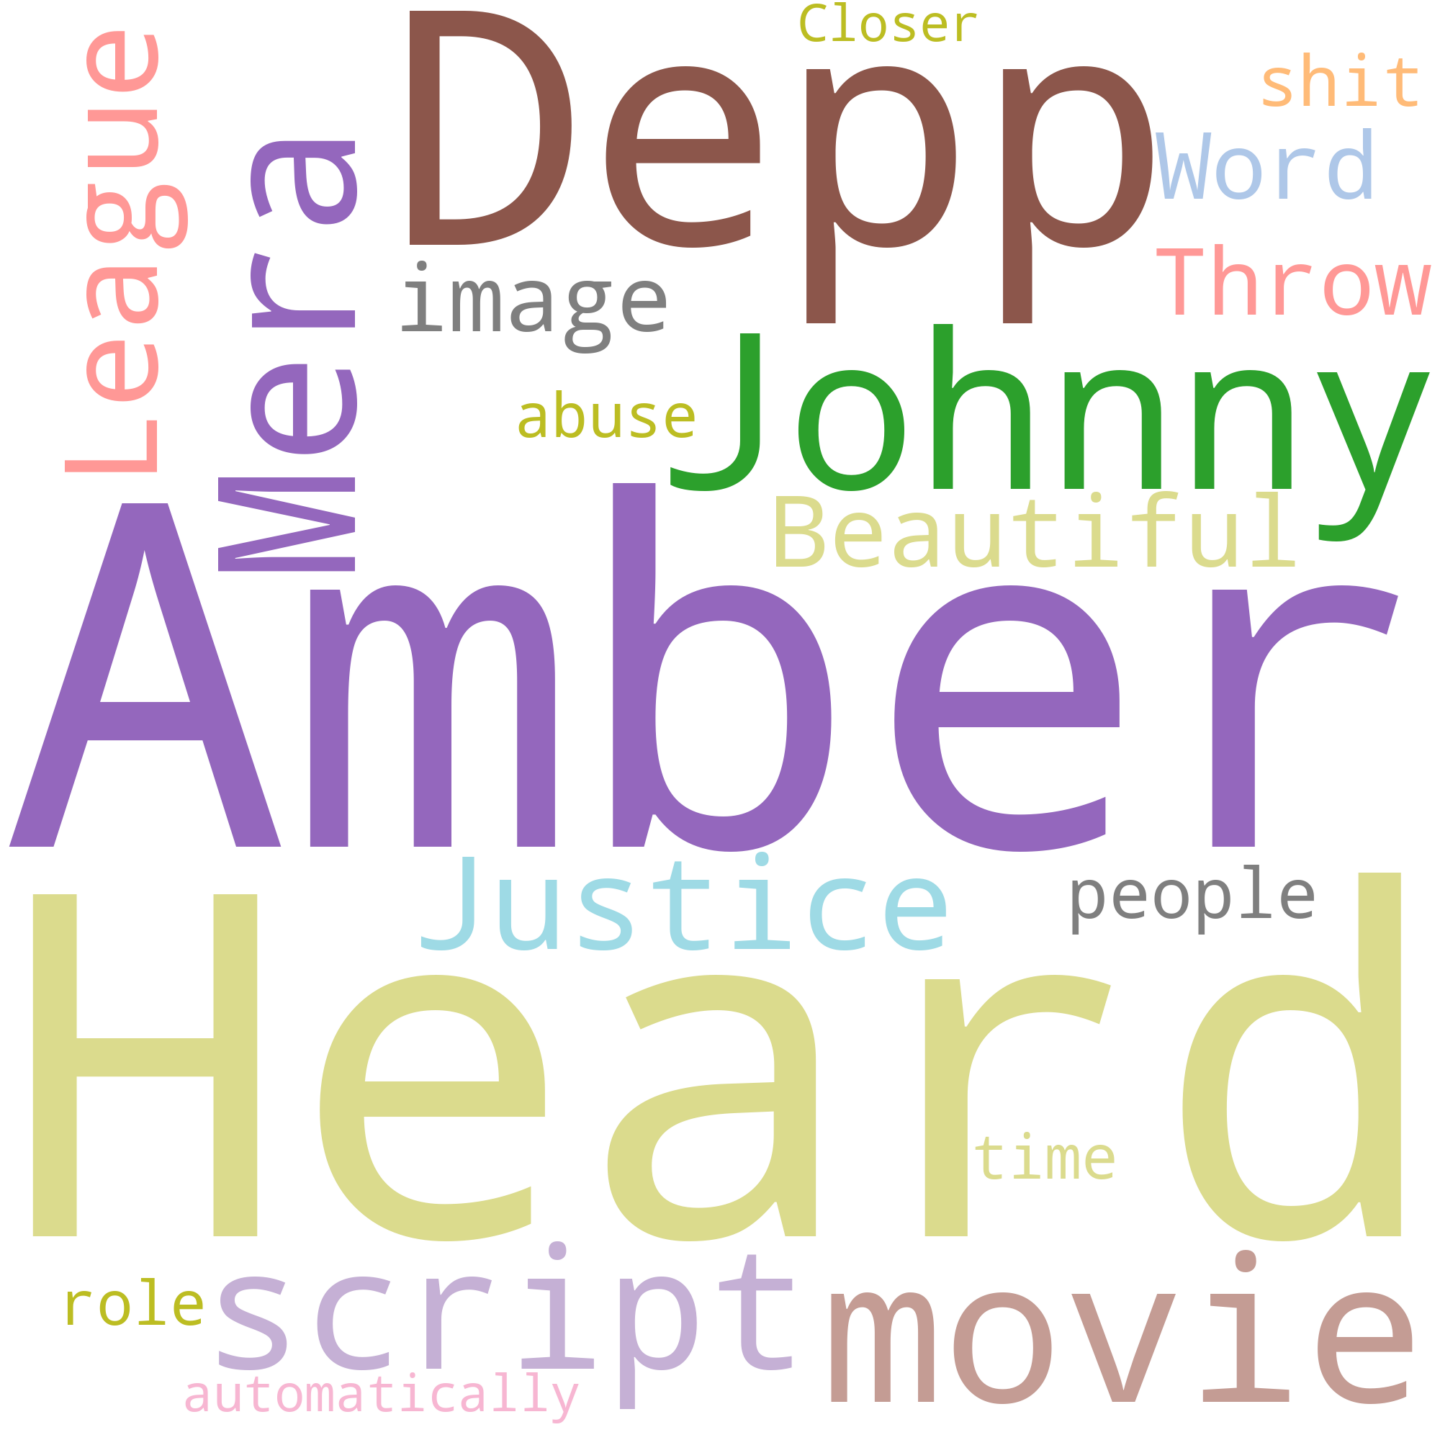 Closer
Depp
shit
League
Word
Mera
Throw
image
Johnny
abuse
Beautiful
Amber
Justice
people
Heard
time
script
movie
role
automatically